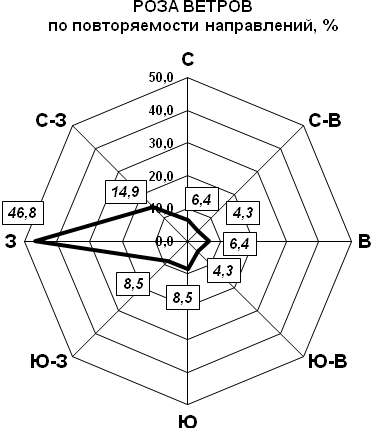 РОЗА ВЕТРОВ
по повторяемости направлений, %
С
50,0
С-З
С-В
40,0
30,0
20,0
14,9
6,4
46,8
10,0
4,3
З
0,0
6,4
В
4,3
8,5
8,5
Ю-З
Ю-В
Ю